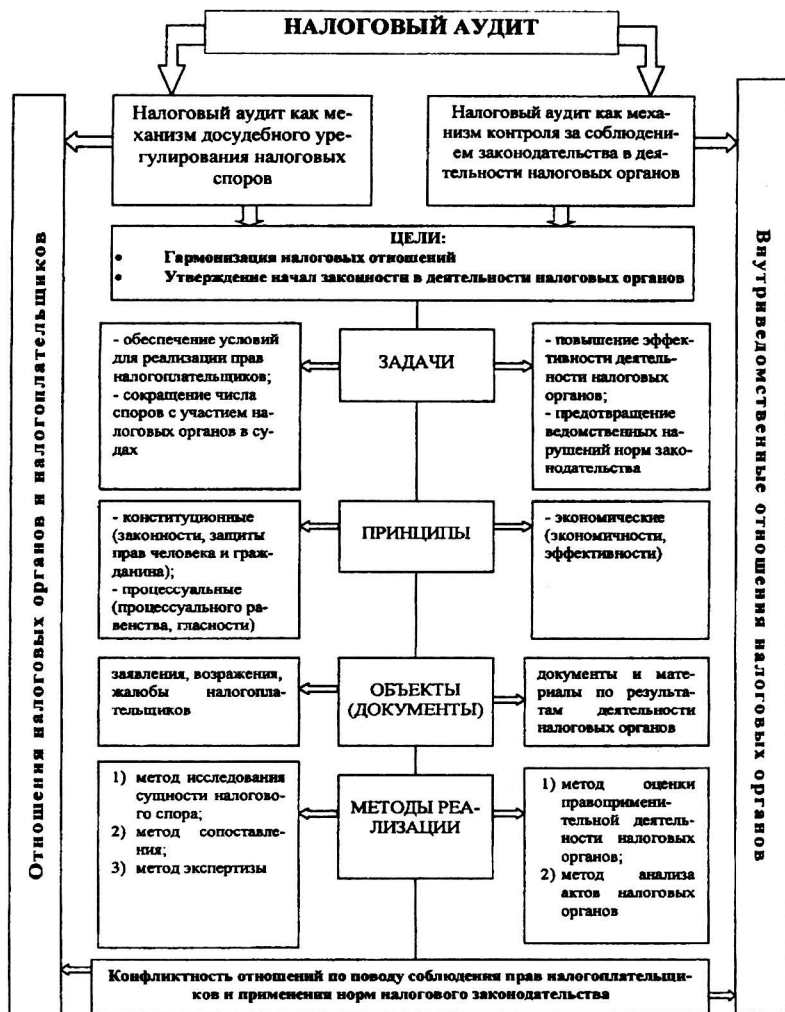 НАЛОГОВЫЙ АУДИТ
Отношения налоговых органов и налогоплательщиков
Налоговый аудит как ме-
ханизм досудебного уре-
гулирования налоговых
споров
Налоговый аудит как меха-
низм контроля за соблюдени-
ем законодательства в дея-
тельности налоговых органов
Внутриведомственные отношения налоговых органов
ЦЕЛИ:
• Гармонизация налоговых отношений
• Утверждение начал законности в деятельности налоговых органов
- обеспечение условий
для реализации прав
налогоплательщиков;
- сокращение числа
споров с участием на-
логовых органов в су-
дах
ЗАДАЧИ
- повышение эффек-
тивности деятель-
ности налоговых
органов;
- предотвращение
ведомственных на-
рушений норм зако-
нодательства
- конституционные
(законности, защиты
прав человека и граж-
данина);
- процессуальные
(процессуального ра-
венства, гласности)
ПРИНЦИПЫ
- экономические
(экономичности,
эффективности)
заявления, возражения,
жалобы налогопла-
тельщиков
ОБЪЕКТЫ
(ДОКУМЕНТЫ)
документы и мате-
риалы по результа-
там деятельности
налоговых органов
1) метод исследования
сущности налогово-
го спора;
2) метод сопоставле-
ния;
3) метод экспертизы
МЕТОДЫ РЕА-
ЛИЗАЦИИ
1) метод оценки
правопримени-
тельной деятель-
ности налоговых
органов;
2) метод анализа
актов налоговых
органов
Конфликтность отношений по поводу соблюдения прав налогоплательщи-
ков и применения норм налогового законодательства